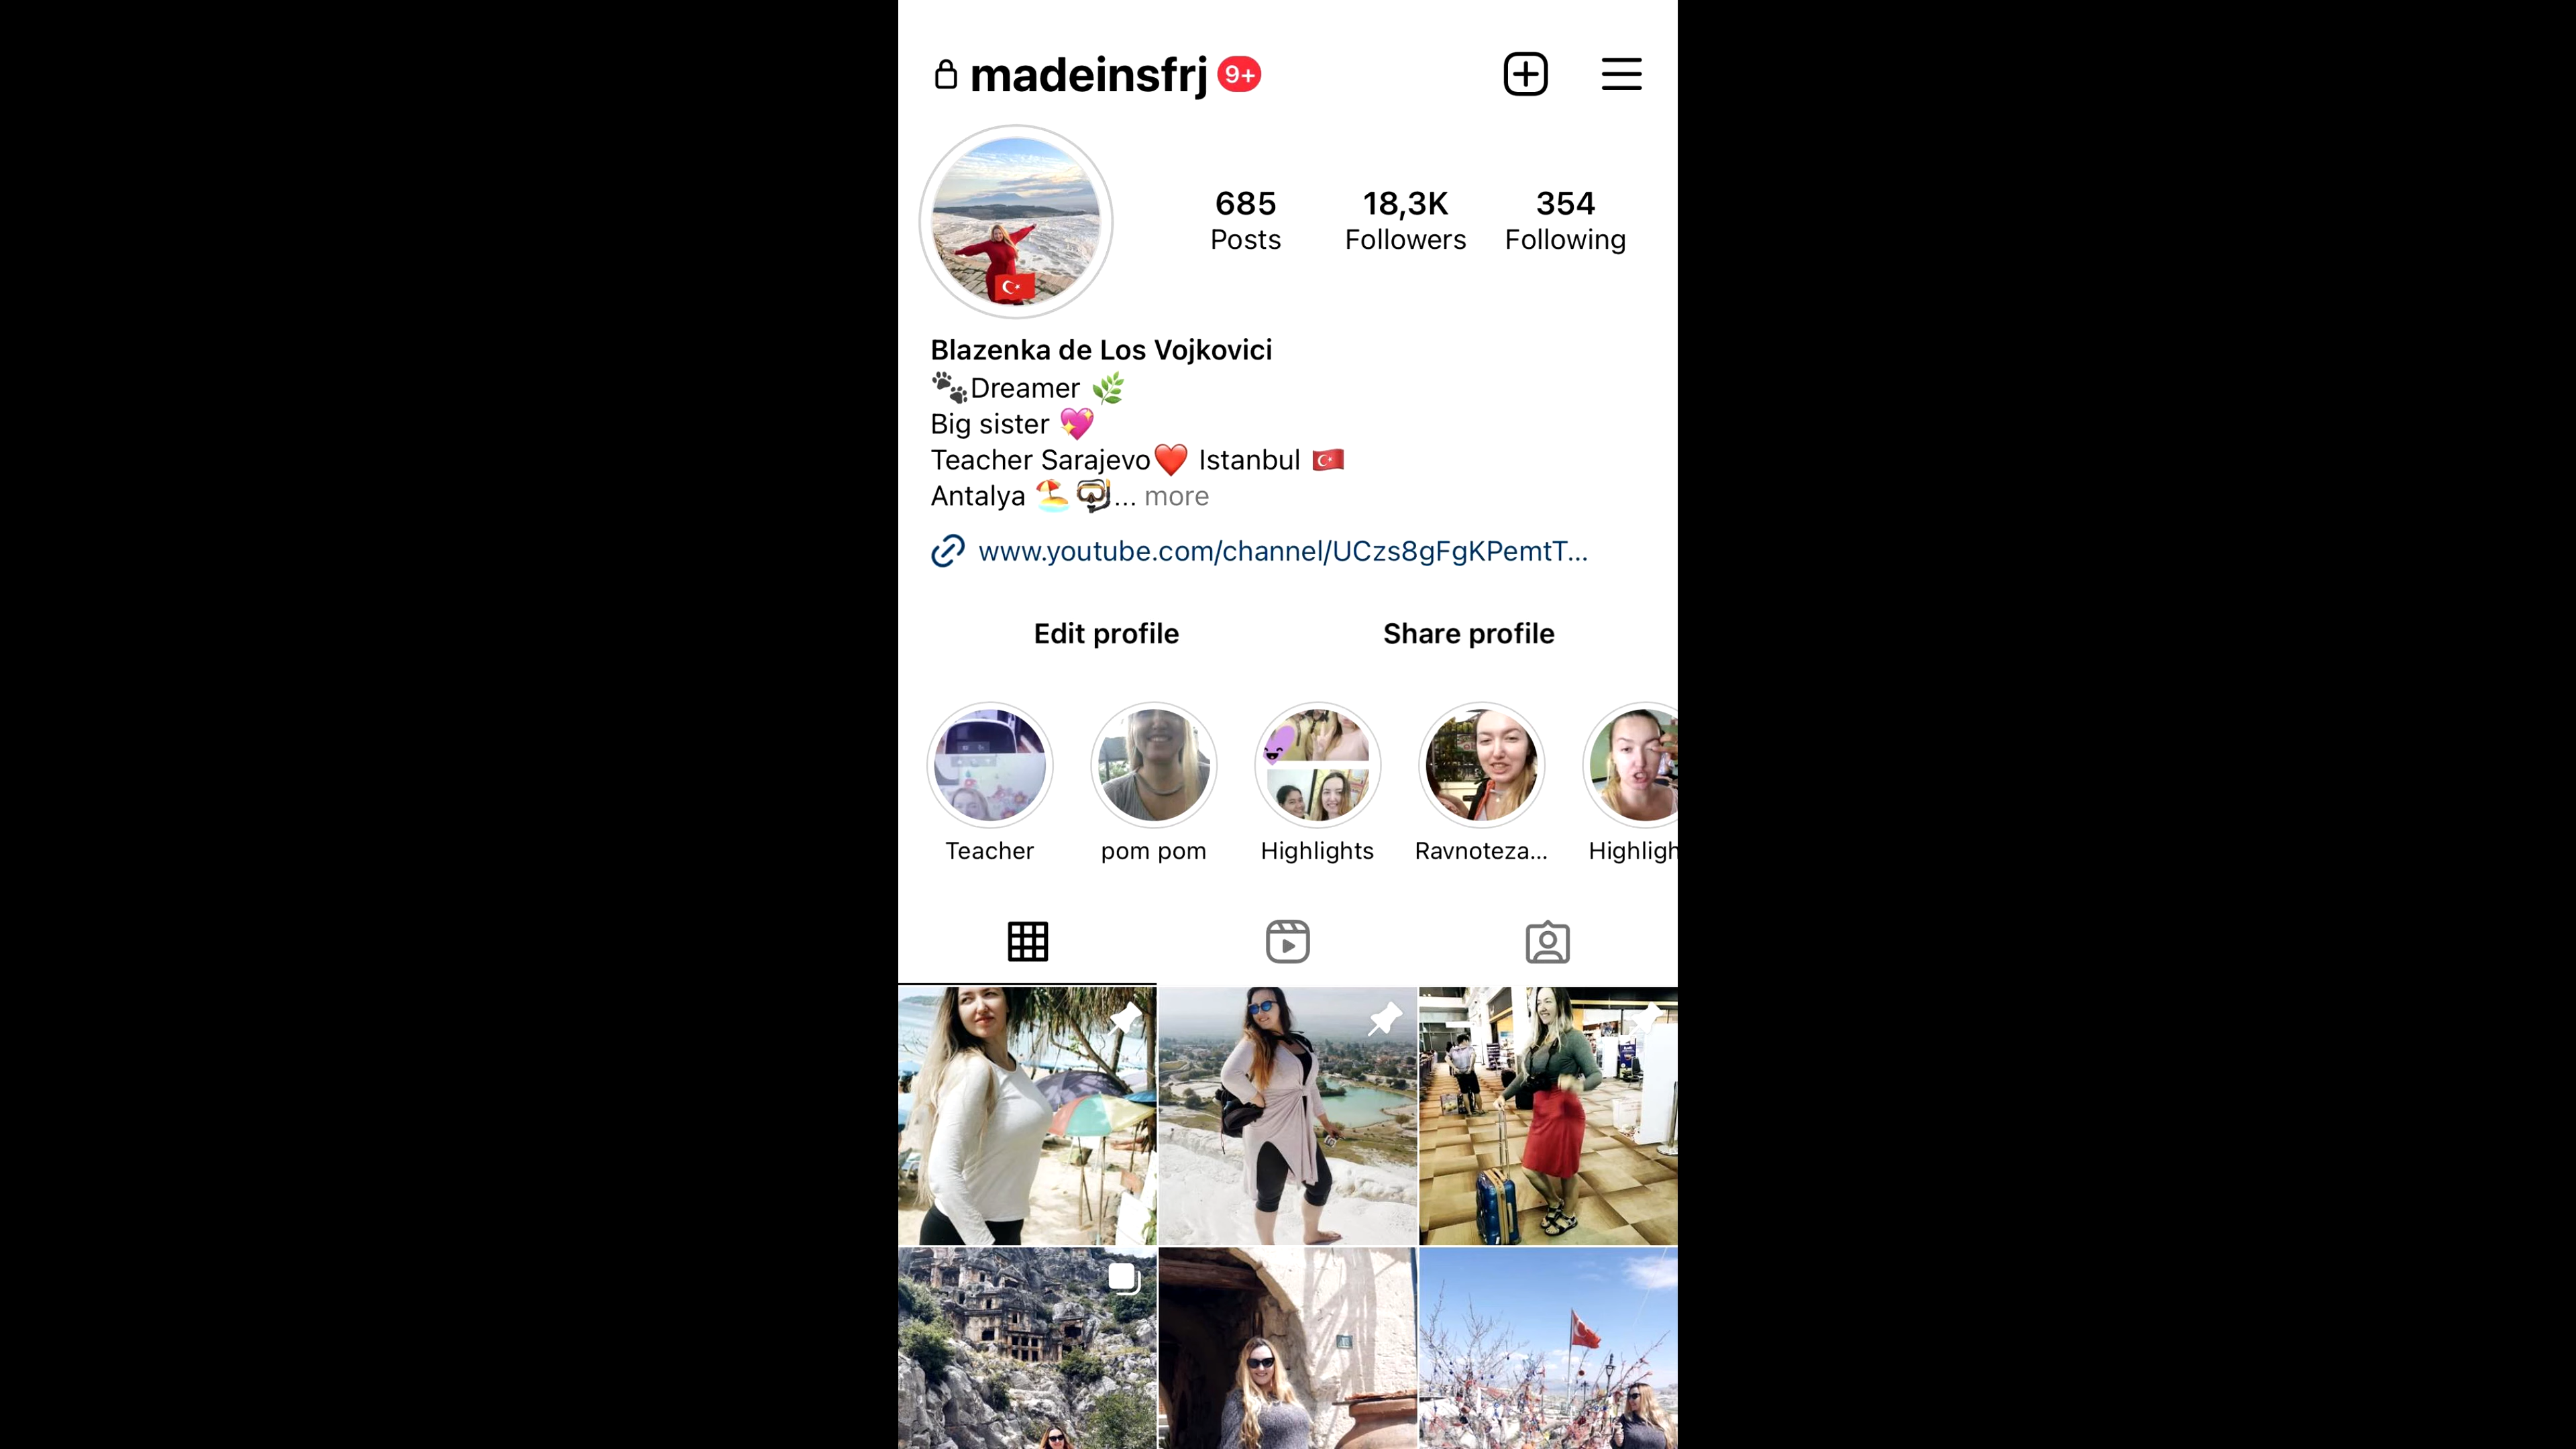 madeinsfrj 9+
685 18,3K 354
Posts Followers Following
Blazenka de Los Vojkovici
🐾Dreamer 🌿
Big sister 💖
Teacher Sarajevo❤️ Istanbul 🇹🇷
Antalya 🏖️🤿... more
www.youtube.com/channel/UCzs8gFgKPemtT...
Edit profile Share profile
Teacher pom pom Highlights Ravnoteza... Highligh